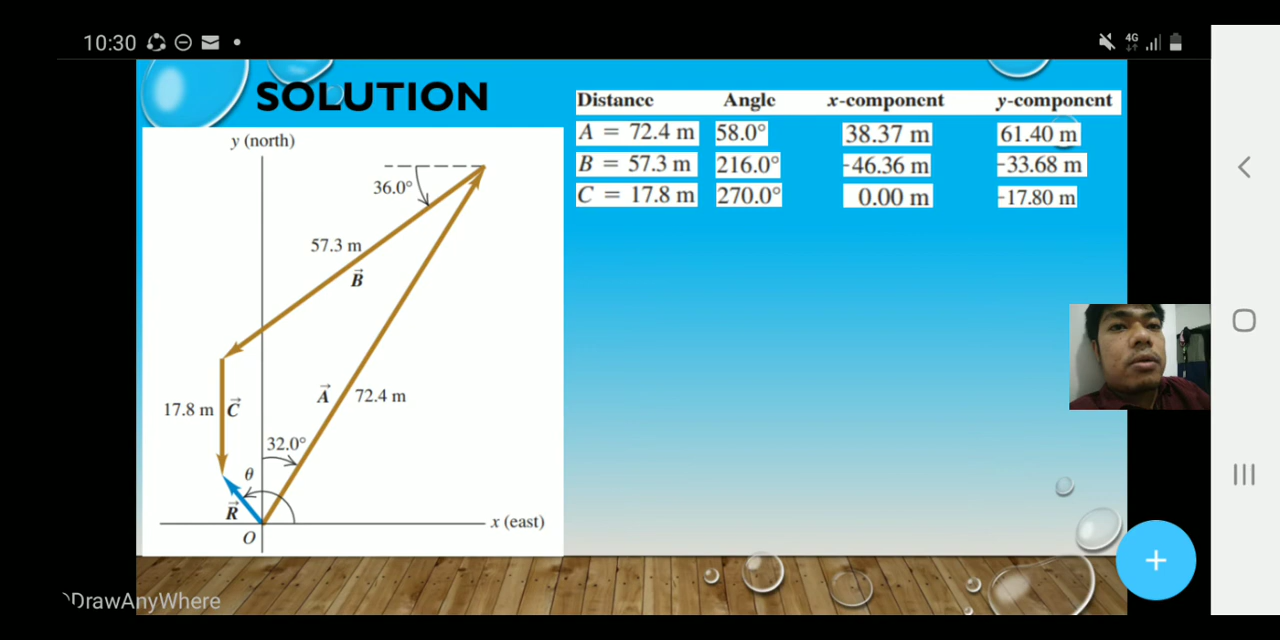 10:30
4G
SOLUTION
Distance Angle x-component y-component
A = 72.4 m 58.0° 38.37 m 61.40 m
B = 57.3 m 216.0° -46.36 m -33.68 m
C = 17.8 m 270.0° 0.00 m -17.80 m
y (north)
36.0°
57.3 m
B
A 72.4 m
17.8 m C
32.0°
θ
R
x (east)
O
DrawAnyWhere